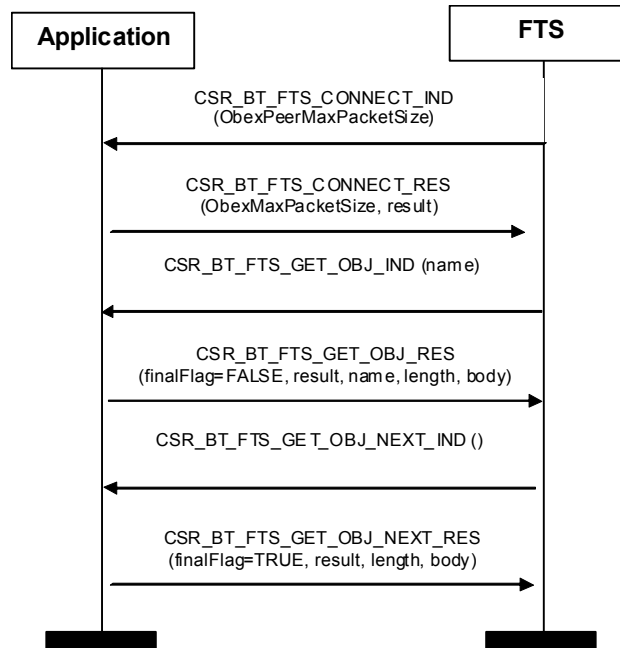 Application
FTS
CSR_BT_FTS_CONNECT_IND
(ObexPeerMaxPacketSize)
CSR_BT_FTS_CONNECT_RES
(ObexMaxPacketSize, result)
CSR_BT_FTS_GET_OBJ_IND (name)
CSR_BT_FTS_GET_OBJ_RES
(finalFlag=FALSE, result, name, length, body)
CSR_BT_FTS_GET_OBJ_NEXT_IND ()
CSR_BT_FTS_GET_OBJ_NEXT_RES
(finalFlag=TRUE, result, length, body)